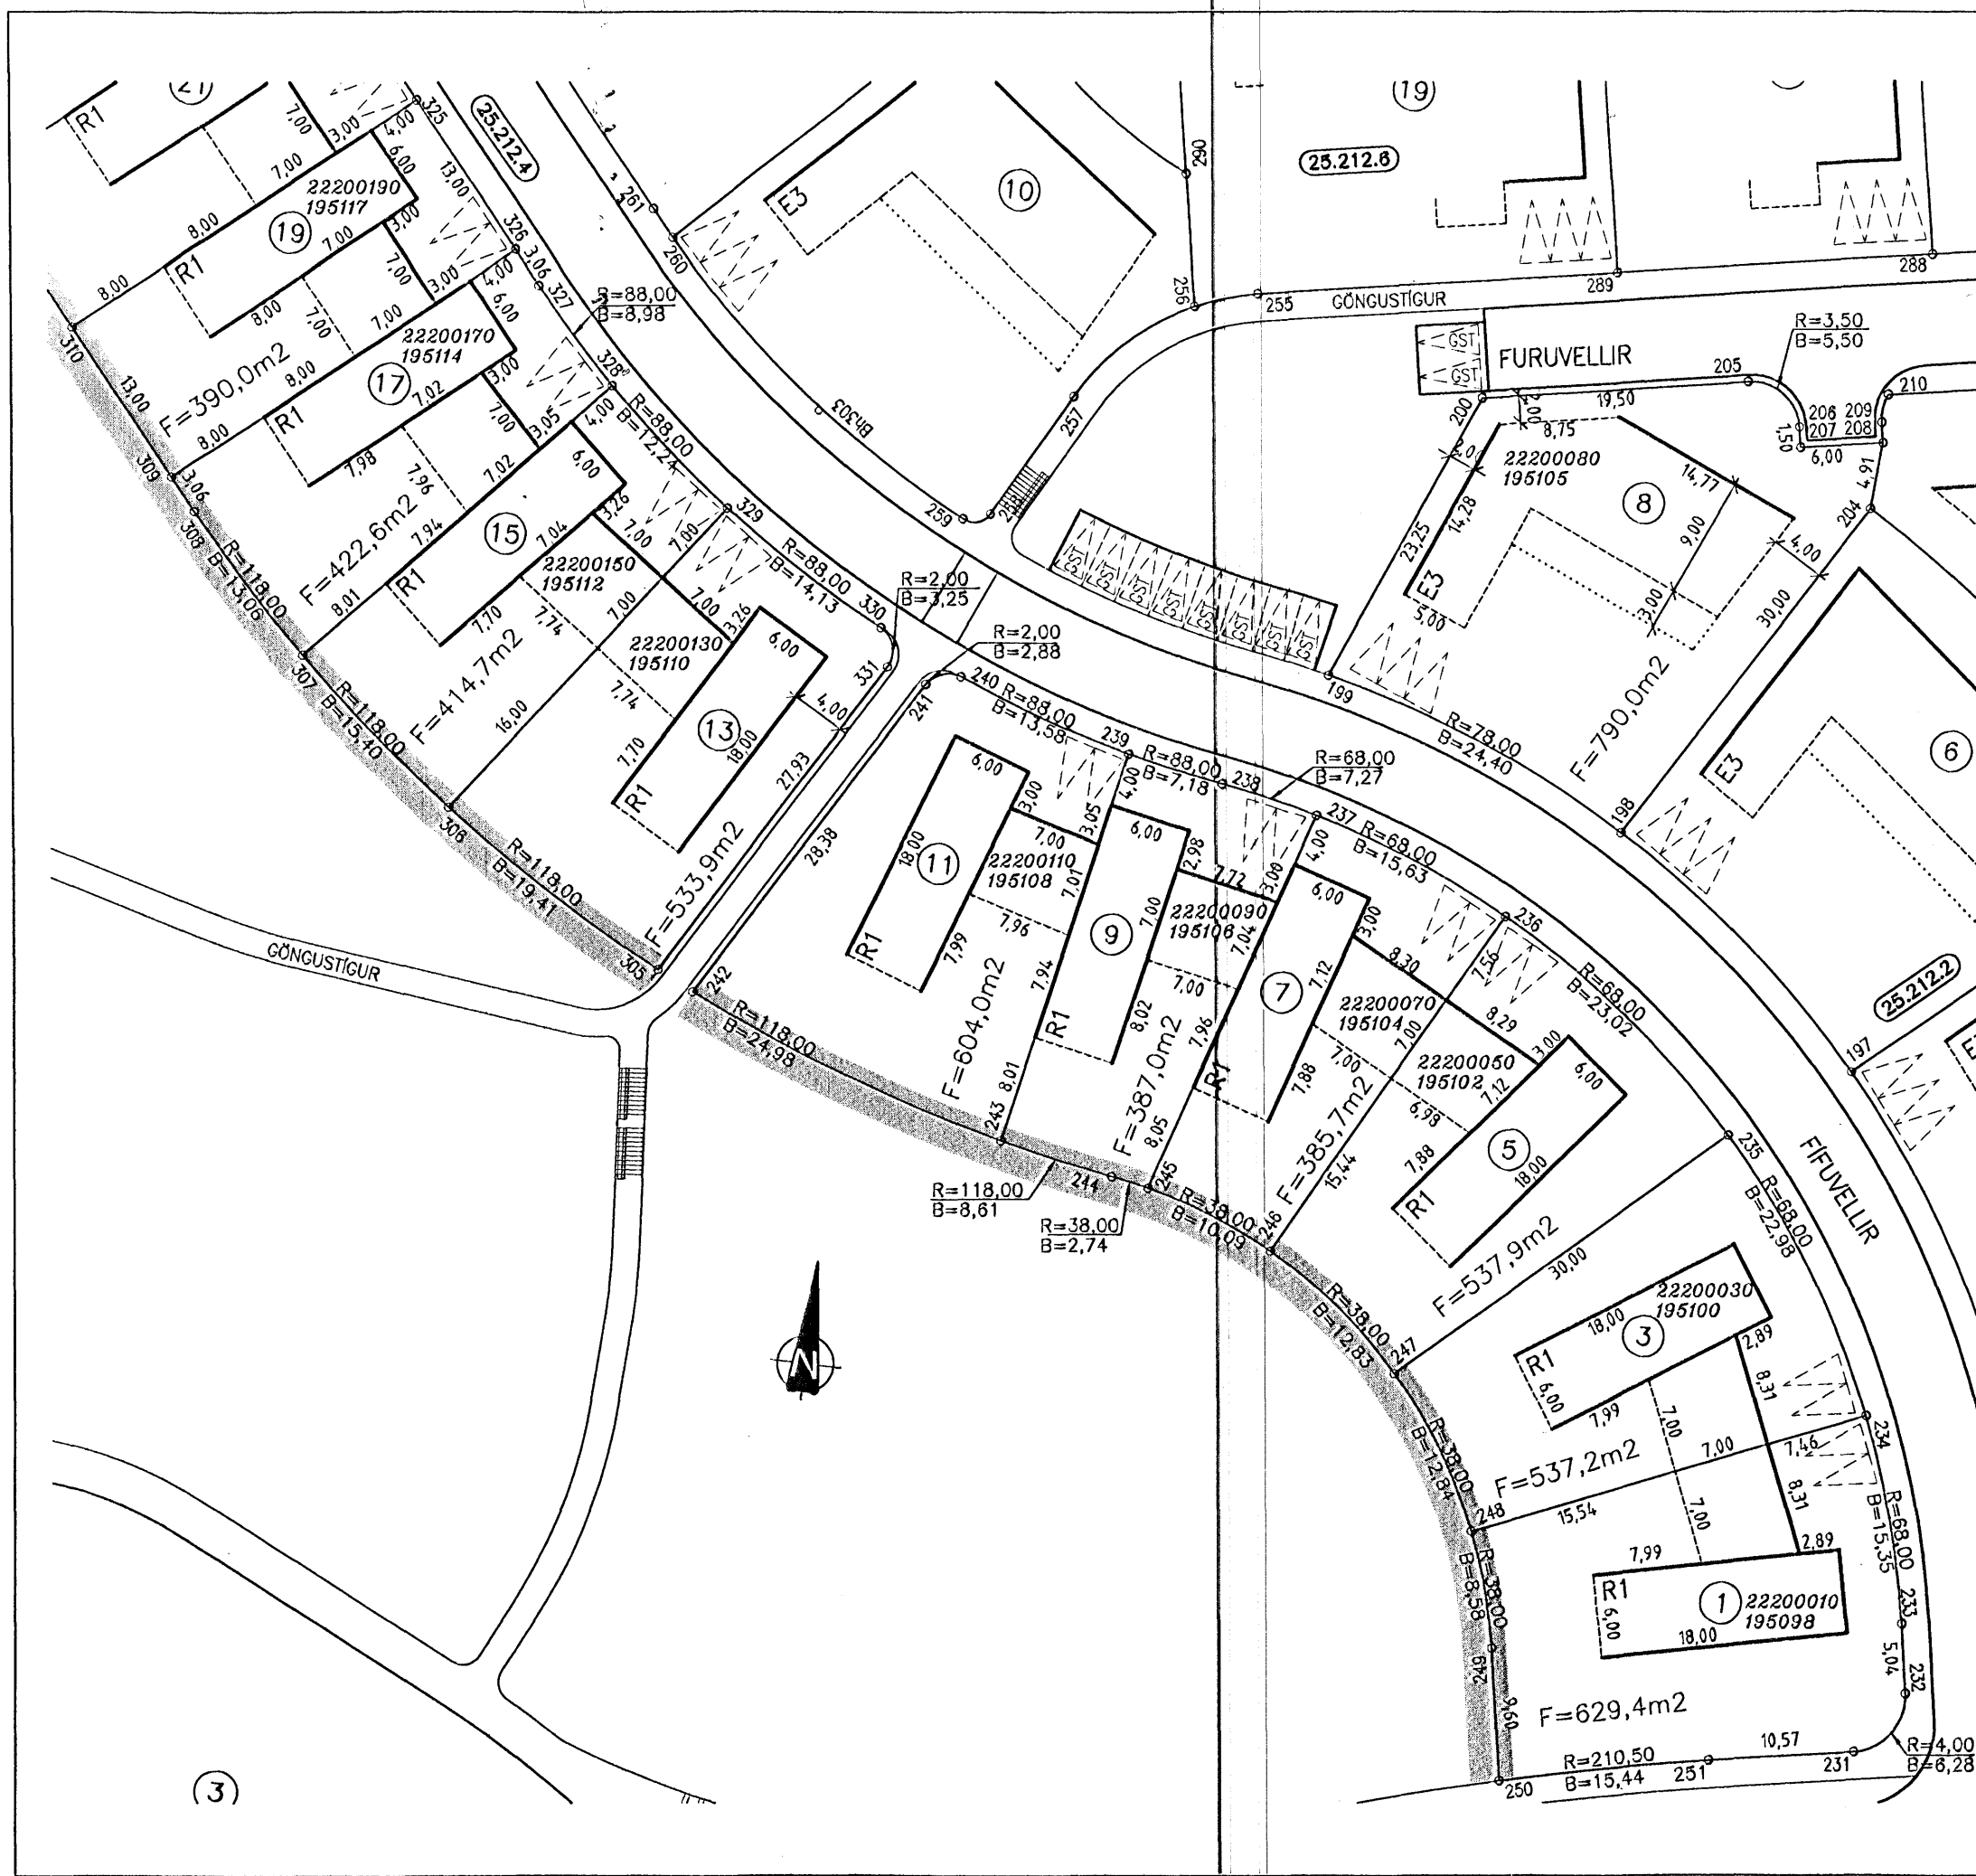 21
R1
7,00
3,00
4,00
325
25.212.4
261
260
E3
10
290
25.212.6
19
256
255
GÖNGUSTÍGUR
289
288
6,00
13,00
7,00
8,00
22200190
195117
19
R1
7,00
3,00
326
3,06
327
R=88,00
B=8,98
8,00
310
8,00
7,00
7,00
7,00
3,00
4,00
6,00
22200170
195114
17
R1
F=390,0m2
8,00
7,02
3,00
328
13,00
8,00
7,98
7,96
7,02
7,00
3,05
4,00
309
3,06
308
R=88,00
B=12,24
329
Bh303
257
258
259
6,00
15
R1
F=422,6m2
7,94
7,04
3,26
7,00
7,00
22200150
195112
R=118,00
B=13,06
8,01
7,70
7,74
7,00
7,00
3,26
R=88,00
B=14,13
330
331
R=2,00
B=3,25
R=2,00
B=2,88
307
F=414,7m2
22200130
195110
7,74
6,00
4,00
13
R1
7,70
18,00
16,00
R=118,00
B=15,40
306
27,93
F=533,9m2
R=118,00
B=19,41
305
28,38
241
240
R=88,00
B=13,58
239
R=88,00
B=7,18
238
R=68,00
B=7,27
237
GST
GST
GST
GST
GST
GST
GST
GST
FURUVELLIR
GST
GST
200
2,00
19,50
205
R=3,50
B=5,50
206
207
209
208
210
1,50
6,00
4,91
204
8,75
2,00
22200080
195105
8
14,77
14,28
23,25
9,00
4,00
E3
5,00
3,00
30,00
199
F=790,0m2
R=78,00
B=24,40
198
E3
6
25.212.2
197
FÍFUVELLIR
GÖNGUSTÍGUR
242
6,00
3,00
18,00
11
R1
7,00
3,05
4,00
22200110
195108
7,01
7,96
7,99
F=604,0m2
7,94
8,01
R=118,00
B=24,98
243
6,00
2,98
9
R1
7,00
7,72
3,00
4,00
22200090
195106
7,04
7,00
8,02
F=387,0m2
7,96
8,05
R=118,00
B=8,61
244
R=38,00
B=2,74
245
R=68,00
B=15,63
236
6,00
3,00
7
R1
7,12
8,30
7,56
22200070
195104
7,00
7,00
7,88
F=385,7m2
15,44
R=38,00
B=10,09
246
R=68,00
B=23,02
235
8,29
3,00
6,00
22200050
195102
7,12
6,98
7,88
5
R1
18,00
F=537,9m2
30,00
R=38,00
B=12,83
247
R=68,00
B=22,98
22200030
195100
18,00
3
R1
6,00
2,89
7,99
7,00
8,31
F=537,2m2
7,00
7,46
234
R=38,00
B=12,84
248
15,54
7,00
8,31
2,89
7,99
R=68,00
B=15,35
R1
6,00
1
22200010
195098
18,00
233
5,04
232
R=38,00
B=8,58
249
9,60
F=629,4m2
10,57
R=210,50
B=15,44
251
231
250
R=4,00
B=6,28
N
3